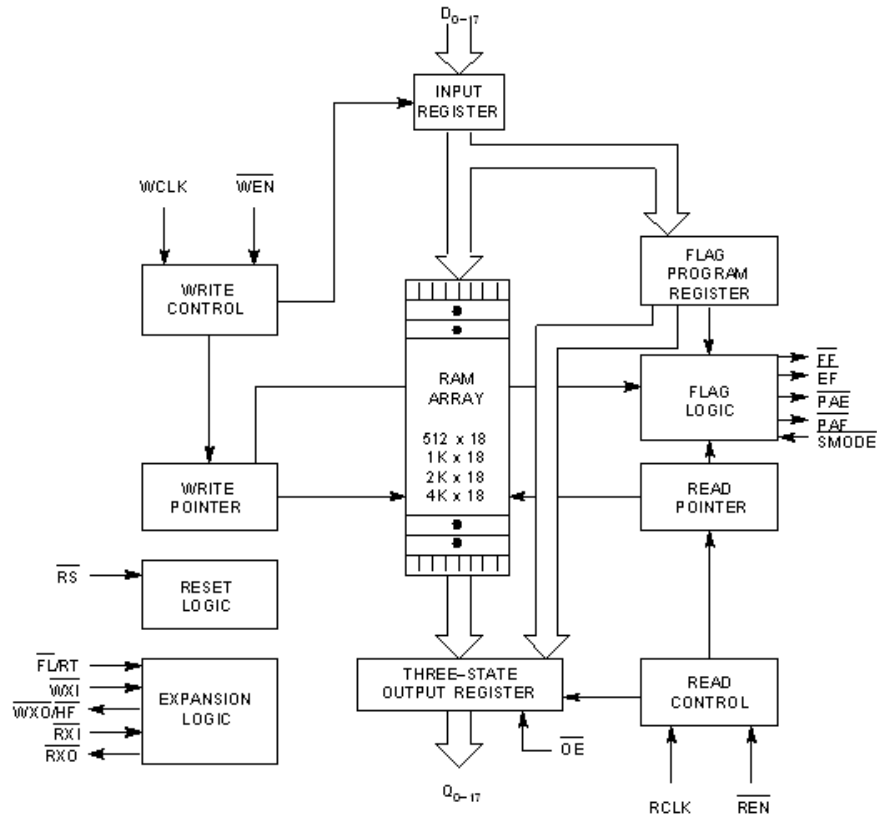 D0–17
INPUT
REGISTER
WCLK
WEN
WRITE
CONTROL
FLAG
PROGRAM
REGISTER
RAM
ARRAY
512 x 18
1K x 18
2K x 18
4K x 18
FLAG
LOGIC
FF
EF
PAE
PAF
SMODE
WRITE
POINTER
READ
POINTER
RS
RESET
LOGIC
FL/RT
WXI
WXO/HF
RXI
RXO
EXPANSION
LOGIC
THREE–STATE
OUTPUT REGISTER
READ
CONTROL
OE
Q0–17
RCLK
REN